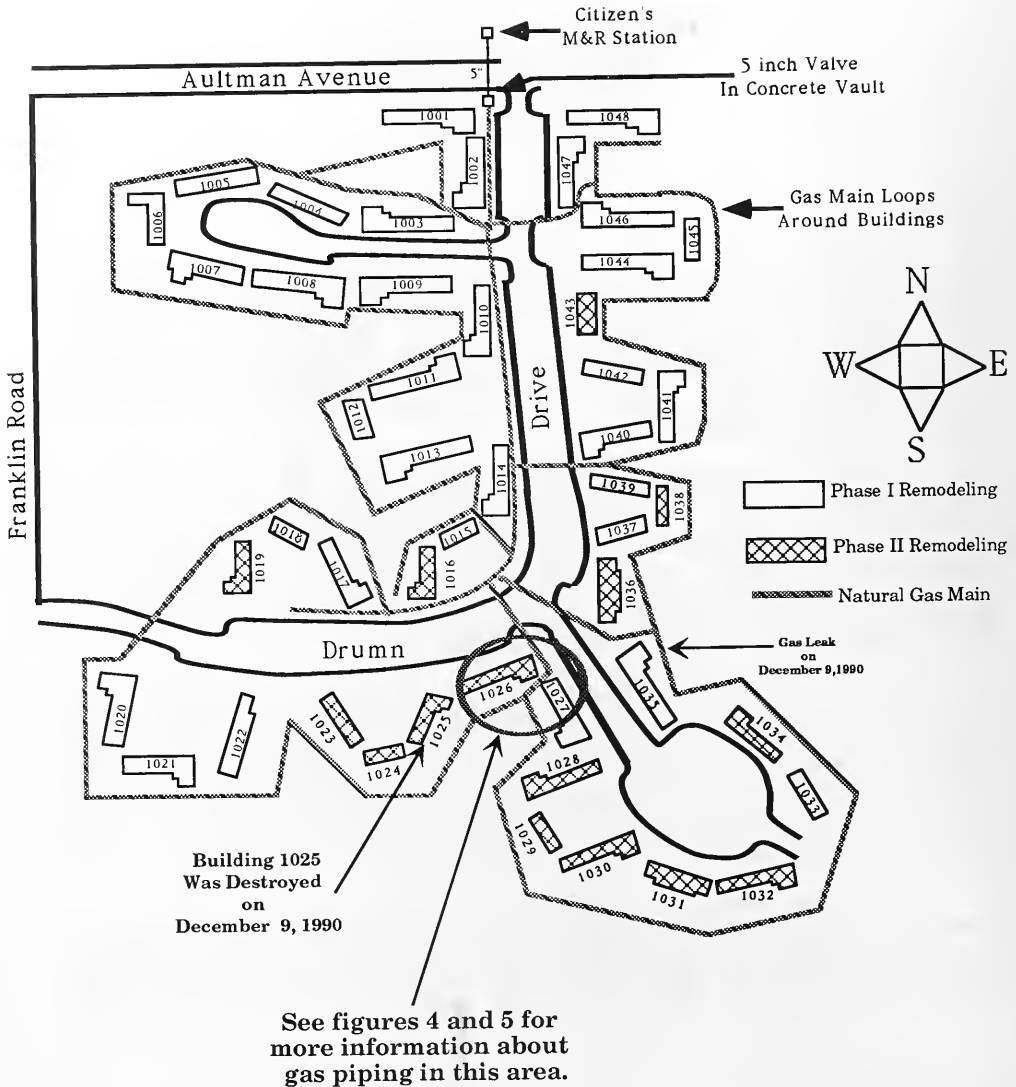 Citizen's
M&R Station
Aultman Avenue
5"
5 inch Valve
In Concrete Vault
1001
1048
1002
1047
1005
1004
1006
1003
1046
1045
Gas Main Loops
Around Buildings
1007
1008
1009
1044
1010
1043
N
W
E
S
Franklin Road
Drive
1011
1042
1012
1041
1013
1040
1014
1039
1038
Phase I Remodeling
1018
1015
1037
1019
1017
1016
1036
Phase II Remodeling
Natural Gas Main
Drumn
Gas Leak
on
December 9,1990
1026
1027
1035
1020
1022
1023
1025
1034
1021
1024
1028
1033
1029
1030
1031
1032
Building 1025
Was Destroyed
on
December 9, 1990
See figures 4 and 5 for
more information about
gas piping in this area.